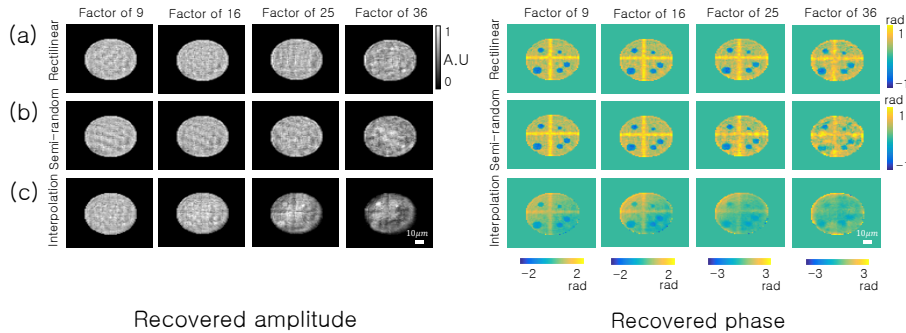 Factor of 9 Factor of 16 Factor of 25 Factor of 36 Factor of 9 Factor of 16 Factor of 25 Factor of 36
rad
(a) Rectilinear 1 A.U 0 Rectilinear 1 -1
rad
(b) Semi-random Semi-random 1 -1
(c) Interpolation 10μm Interpolation 10μm
-2 2 -2 2 -3 3 -3 3
rad rad rad rad
Recovered amplitude Recovered phase